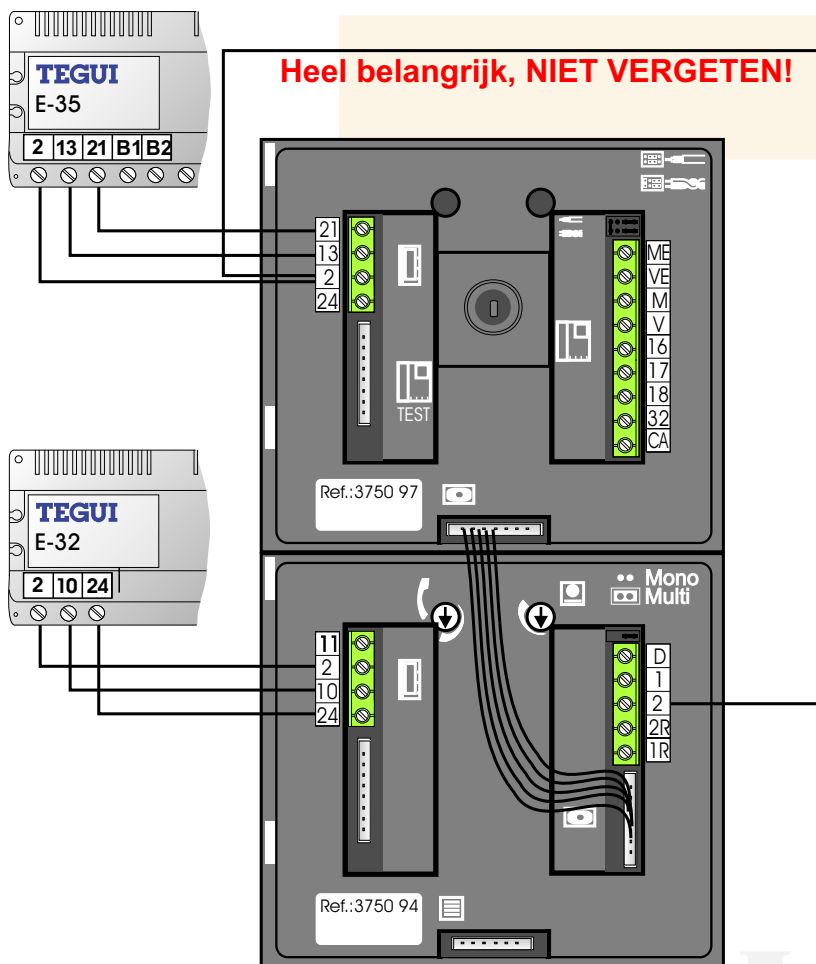 Heel belangrijk, NIET VERGETEN!
TEGUI
E-35
2 13 21 B1 B2
21
13
2
24
TEST
ME
VE
M
V
16
17
18
32
CA
Ref.:3750 97
TEGUI
E-32
2 10 24
Mono
Multi
11
2
10
24
D
1
2
2R
1R
Ref.:3750 94